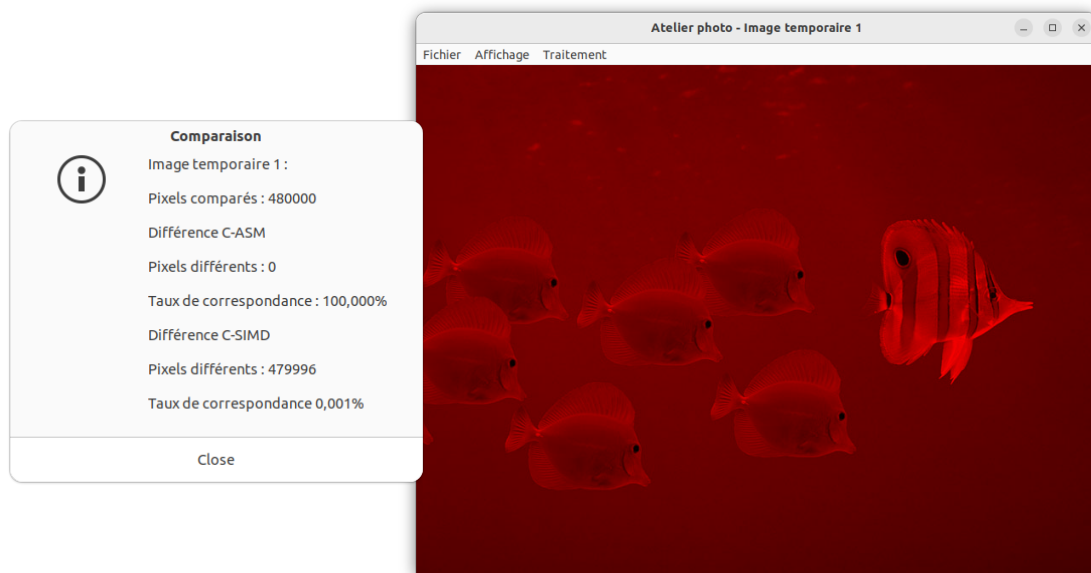 Atelier photo - Image temporaire 1
Fichier Affichage Traitement
Comparaison
Image temporaire 1 :
Pixels comparés : 480000
Différence C-ASM
Pixels différents : 0
Taux de correspondance : 100,000%
Différence C-SIMD
Pixels différents : 479996
Taux de correspondance 0,001%
Close